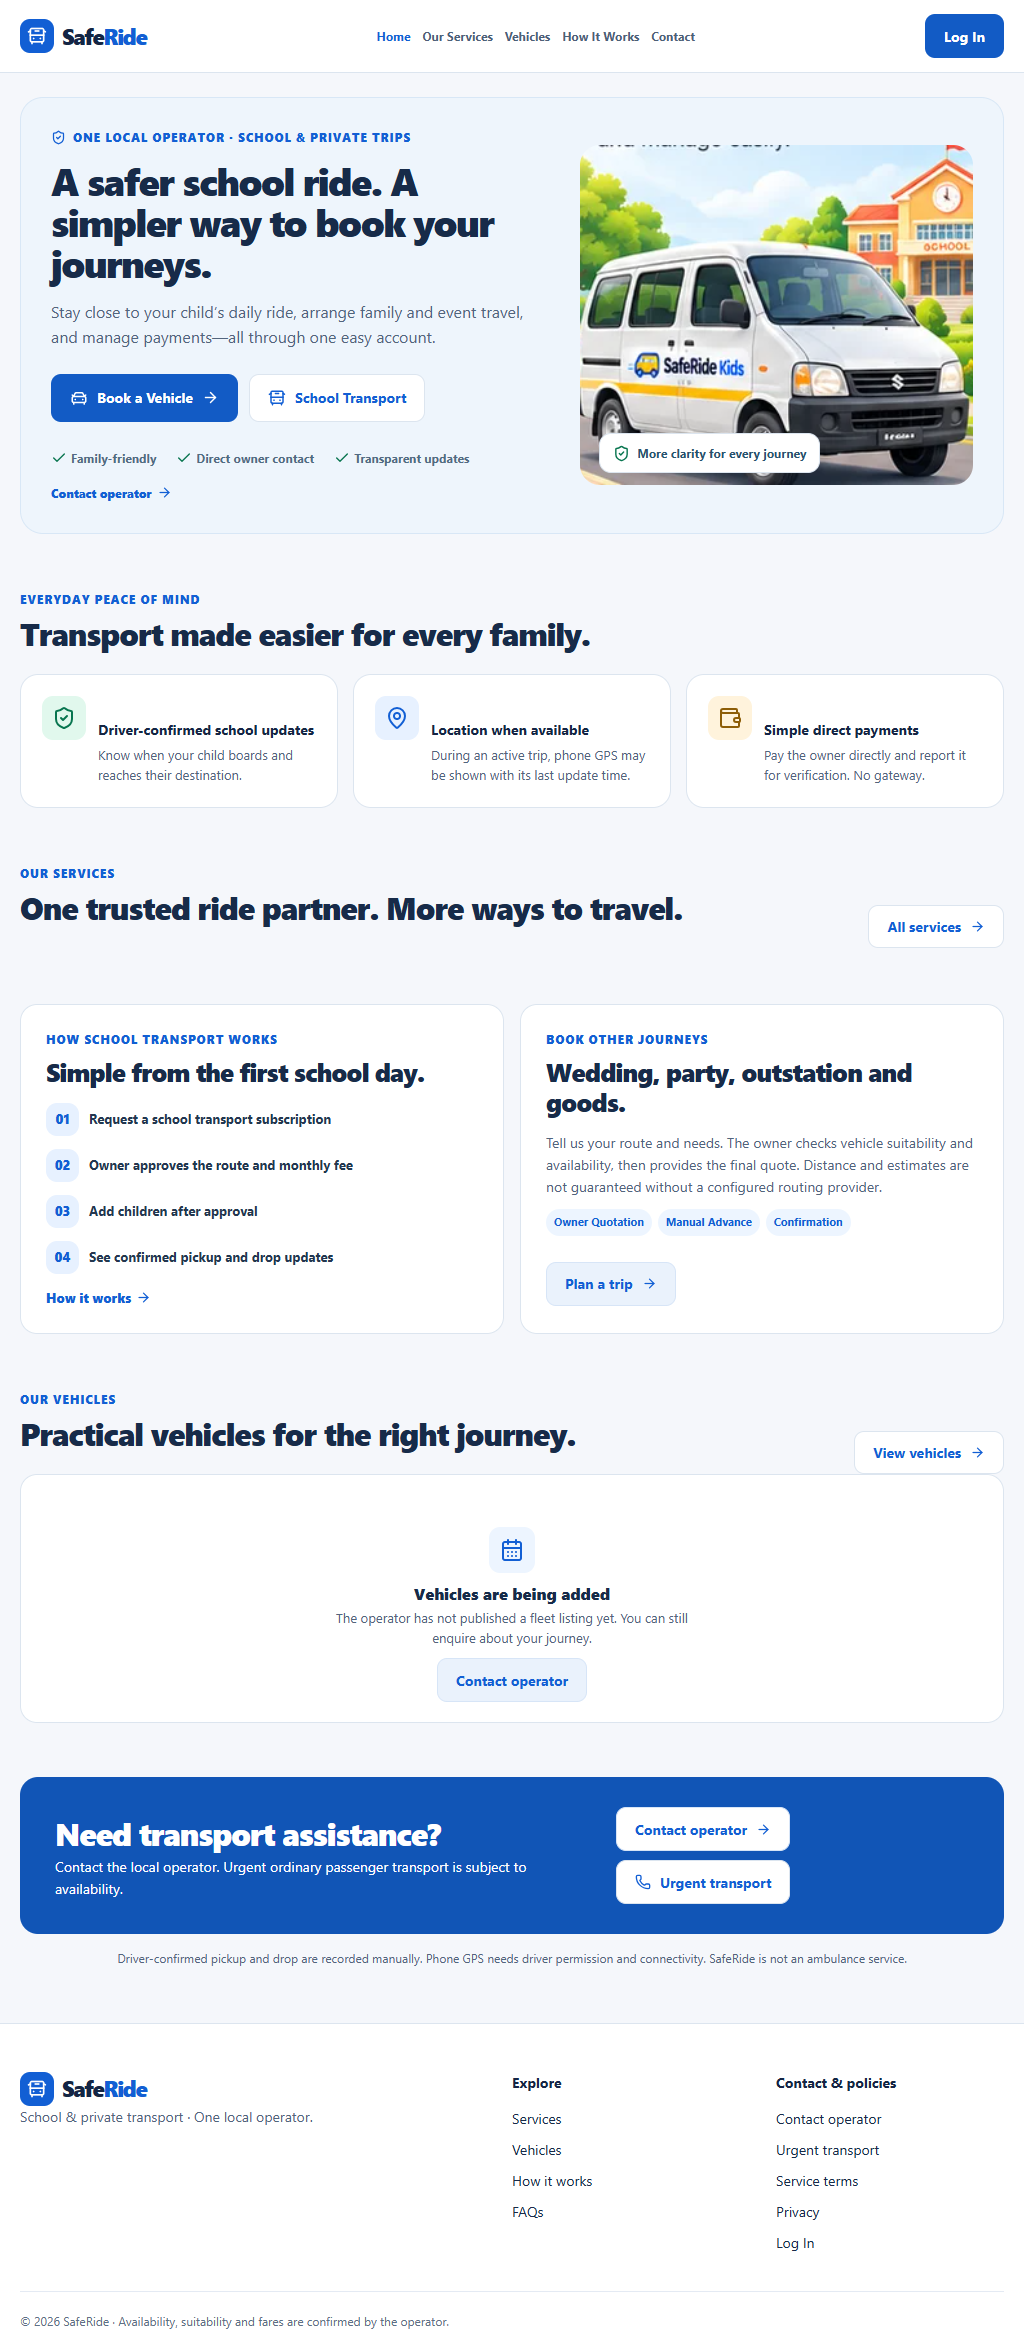 SafeRide
Home Our Services Vehicles How It Works Contact
Log In
ONE LOCAL OPERATOR · SCHOOL & PRIVATE TRIPS
A safer school ride. A
simpler way to book your
journeys.
Stay close to your child's daily ride, arrange family and event travel,
and manage payments—all through one easy account.
Book a Vehicle
School Transport
Family-friendly
Direct owner contact
Transparent updates
Contact operator
and manage easily.
SCHOOL
SafeRide Kids
More clarity for every journey
EVERYDAY PEACE OF MIND
Transport made easier for every family.
Driver-confirmed school updates
Know when your child boards and
reaches their destination.
Location when available
During an active trip, phone GPS may
be shown with its last update time.
Simple direct payments
Pay the owner directly and report it
for verification. No gateway.
OUR SERVICES
One trusted ride partner. More ways to travel.
All services
HOW SCHOOL TRANSPORT WORKS
Simple from the first school day.
01 Request a school transport subscription
02 Owner approves the route and monthly fee
03 Add children after approval
04 See confirmed pickup and drop updates
How it works
BOOK OTHER JOURNEYS
Wedding, party, outstation and
goods.
Tell us your route and needs. The owner checks vehicle suitability and
availability, then provides the final quote. Distance and estimates are
not guaranteed without a configured routing provider.
Owner Quotation Manual Advance Confirmation
Plan a trip
OUR VEHICLES
Practical vehicles for the right journey.
View vehicles
Vehicles are being added
The operator has not published a fleet listing yet. You can still
enquire about your journey.
Contact operator
Need transport assistance?
Contact the local operator. Urgent ordinary passenger transport is subject to
availability.
Contact operator
Urgent transport
Driver-confirmed pickup and drop are recorded manually. Phone GPS needs driver permission and connectivity. SafeRide is not an ambulance service.
SafeRide
School & private transport · One local operator.
Explore
Services
Vehicles
How it works
FAQs
Contact & policies
Contact operator
Urgent transport
Service terms
Privacy
Log In
© 2026 SafeRide · Availability, suitability and fares are confirmed by the operator.